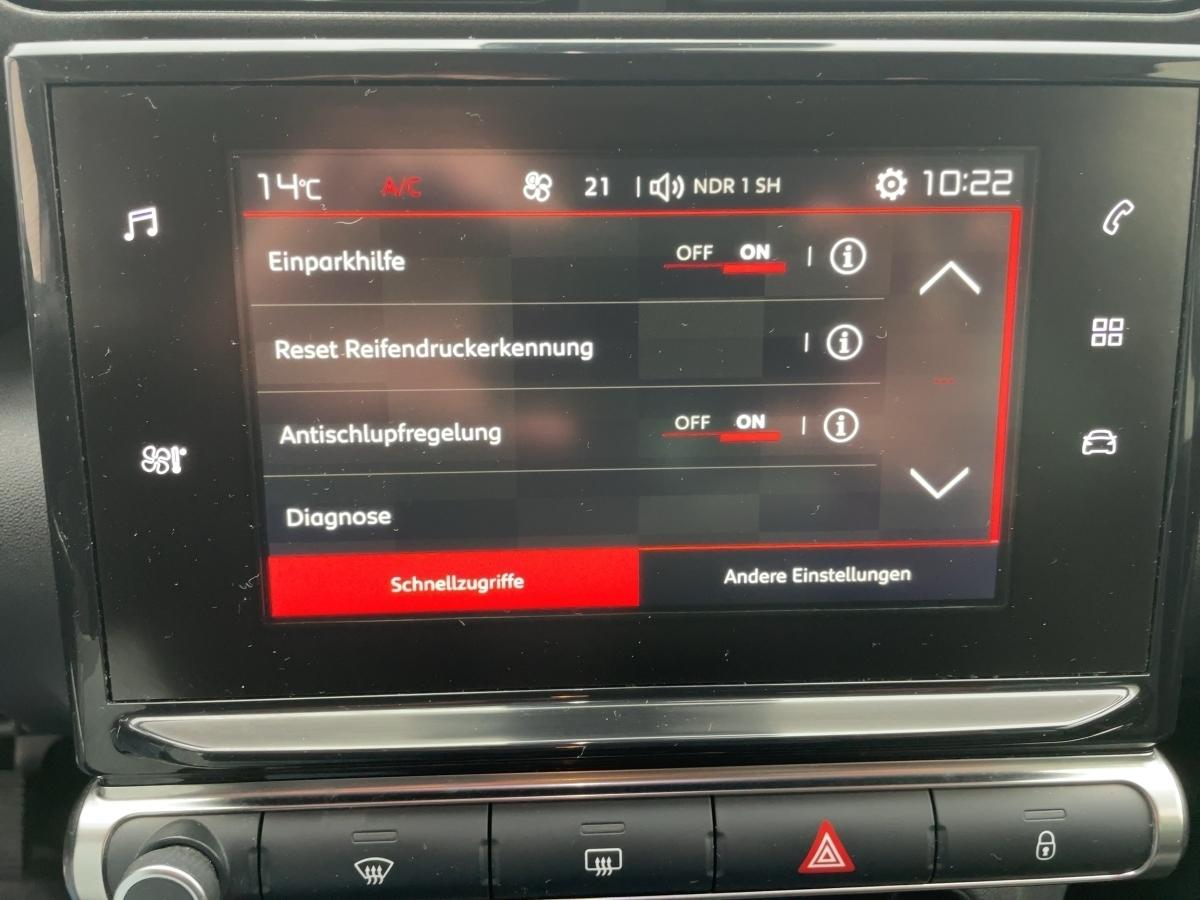 14°C A/C 21 NDR 1 SH 10:22
Einparkhilfe OFF ON
Reset Reifendruckerkennung
Antischlupfregelung OFF ON
Diagnose
Schnellzugriffe Andere Einstellungen